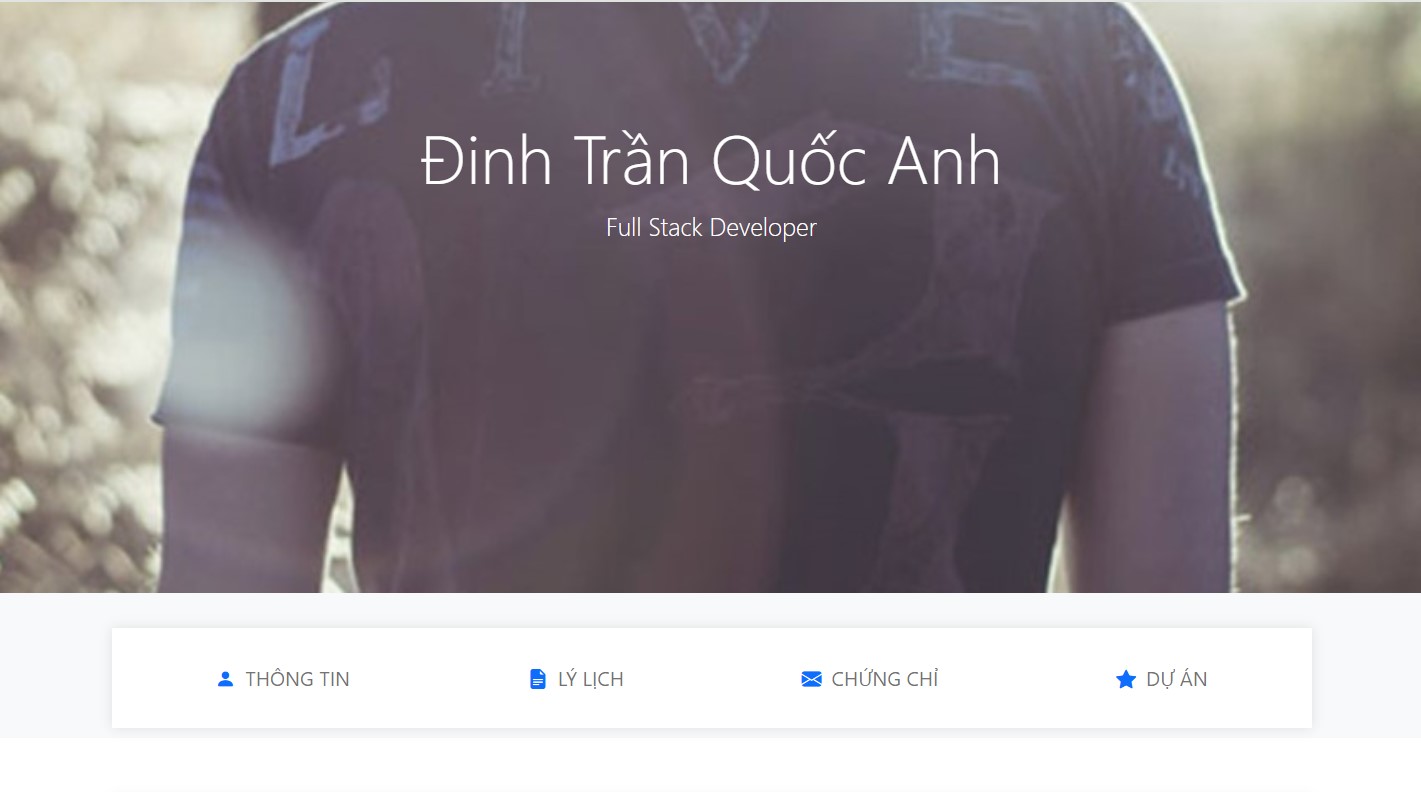 Đinh Trần Quốc Anh
Full Stack Developer
THÔNG TIN
LÝ LỊCH
CHỨNG CHỈ
DỰ ÁN